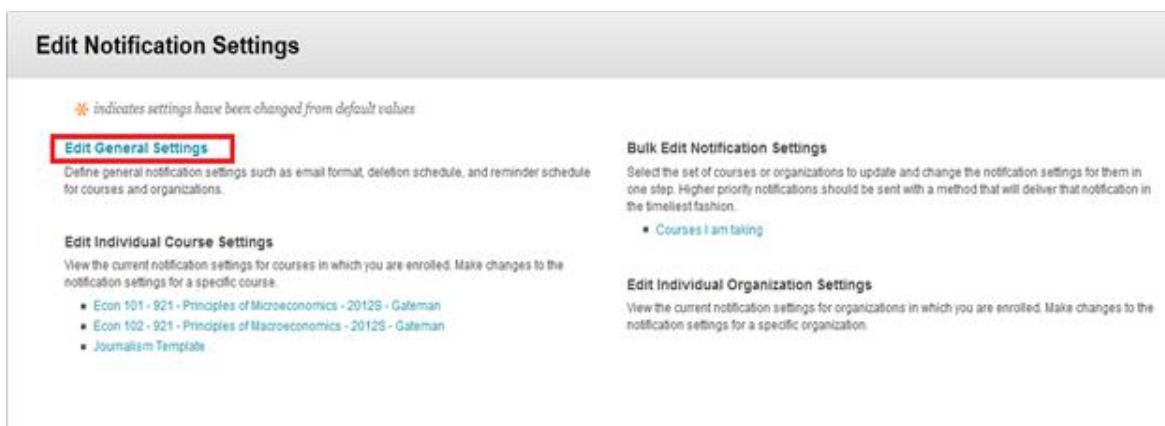 Edit Notification Settings
indicates settings have been changed from default values
Edit General Settings
Define general notification settings such as email format, deletion schedule, and reminder schedule
for courses and organizations.
Edit Individual Course Settings
View the current notification settings for courses in which you are enrolled. Make changes to the
notification settings for a specific course.
Econ 101 - 921 - Principles of Microeconomics - 2012S - Gateman
Econ 102 - 921 - Principles of Macroeconomics - 2012S - Gateman
Journalism Template
Bulk Edit Notification Settings
Select the set of courses or organizations to update and change the notifcation settings for them in
one step. Higher priority notifications should be sent with a method that will deliver that notification in
the timeliest fashion.
Courses I am taking
Edit Individual Organization Settings
View the current notification settings for organizations in which you are enrolled. Make changes to the
notification settings for a specific organization.